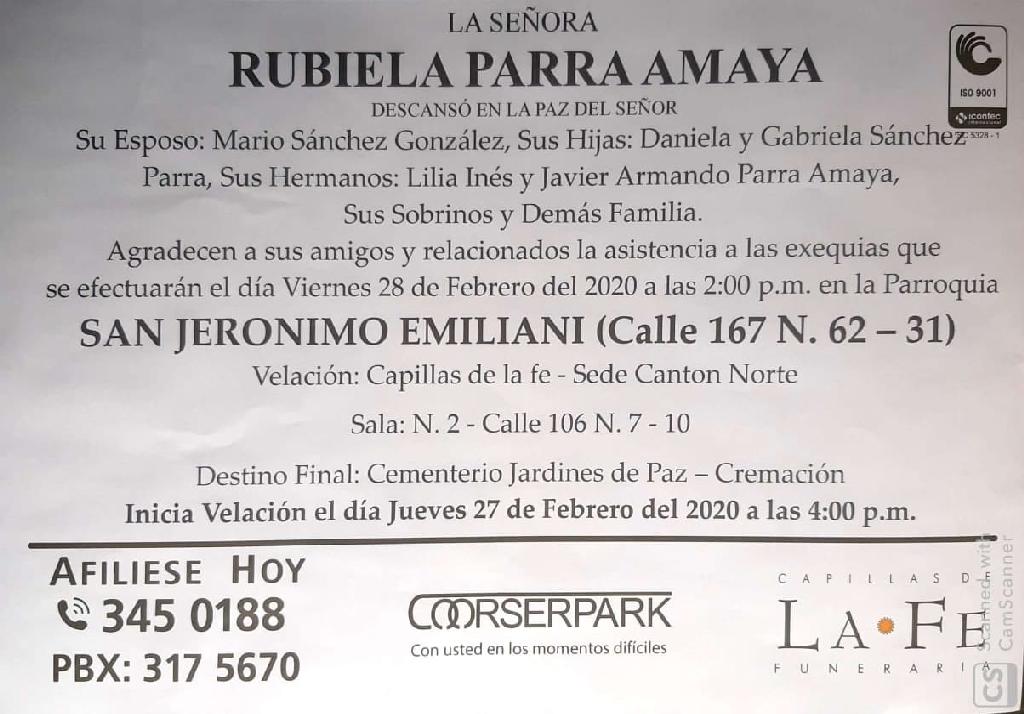 LA SEÑORA
RUBIELA PARRA AMAYA
DESCANSÓ EN LA PAZ DEL SEÑOR
Su Esposo: Mario Sánchez González, Sus Hijas: Daniela y Gabriela Sánchez
Parra, Sus Hermanos: Lilia Inés y Javier Armando Parra Amaya,
Sus Sobrinos y Demás Familia.
Agradecen a sus amigos y relacionados la asistencia a las exequias que
se efectuarán el día Viernes 28 de Febrero del 2020 a las 2:00 p.m. en la Parroquia
SAN JERONIMO EMILIANI (Calle 167 N. 62 – 31)
Velación: Capillas de la fe - Sede Canton Norte
Sala: N. 2 - Calle 106 N. 7 - 10
Destino Final: Cementerio Jardines de Paz – Cremación
Inicia Velación el día Jueves 27 de Febrero del 2020 a las 4:00 p.m.
ISO 9001
icontec
internacional
5328 - 1
AFILIESE HOY
345 0188
PBX: 317 5670
COORSERPARK
Con usted en los momentos difíciles
CAPILLAS DE
LA FE
FUNERARIA
CS
Scanned with
CamScanner